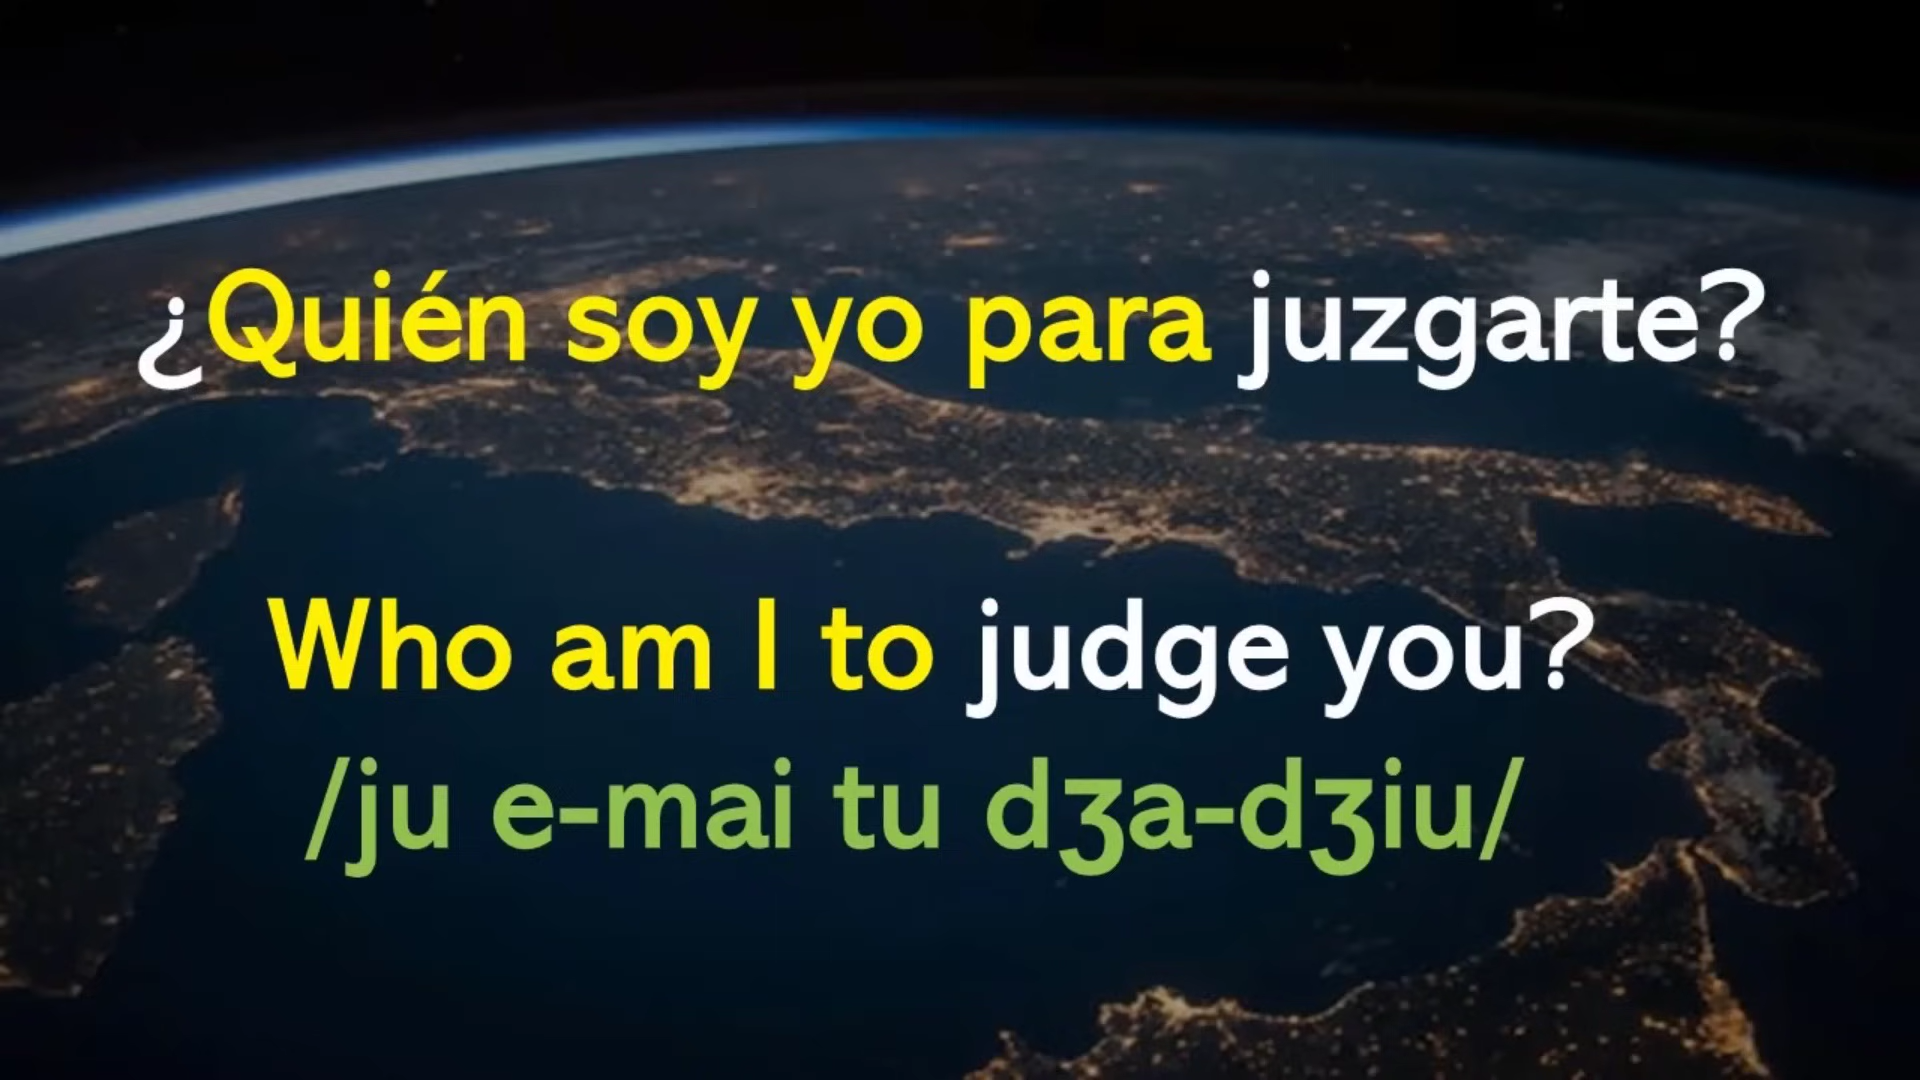 ¿Quién soy yo para juzgarte?
Who am I to judge you?
/ju e-mai tu dʒa-dʒiu/